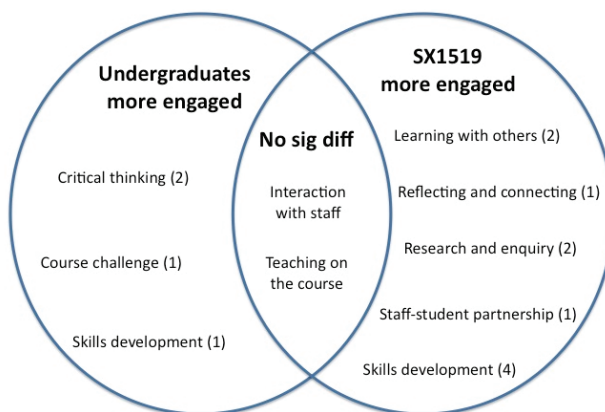 Undergraduates
more engaged
Critical thinking (2)
Course challenge (1)
Skills development (1)
No sig diff
Interaction
with staff
Teaching on
the course
SX1519
more engaged
Learning with others (2)
Reflecting and connecting (1)
Research and enquiry (2)
Staff-student partnership (1)
Skills development (4)